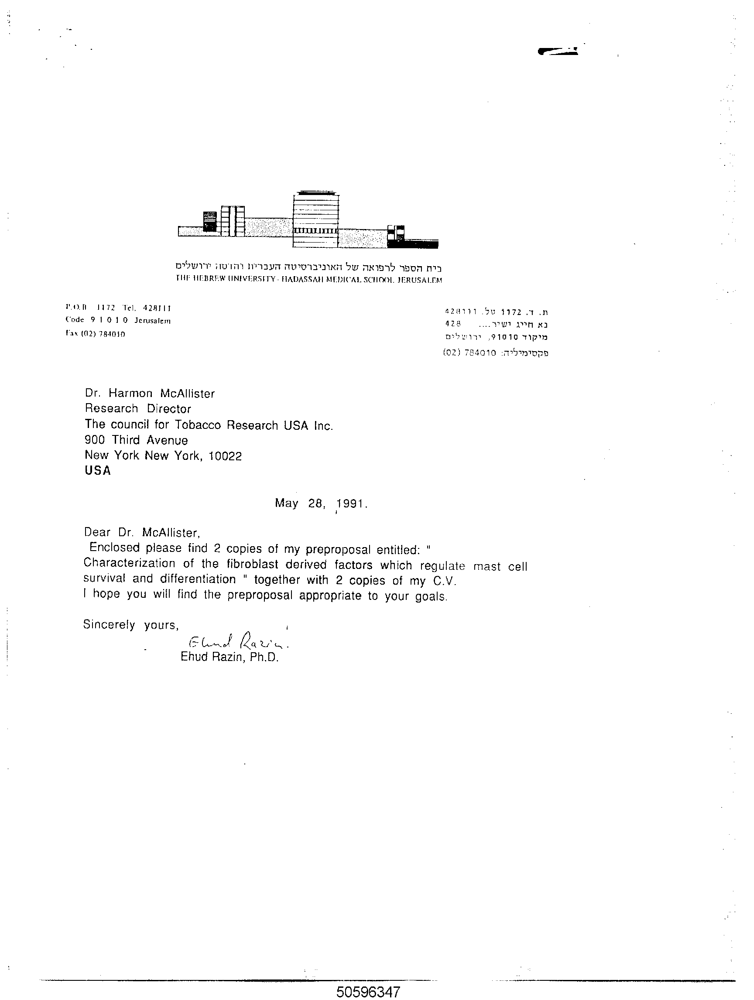 בית הספר לרפואה של האוניברסיטה העברית והדסה ירושלים
THE HEBREW UNIVERSITY - HADASSAH MEDICAL SCHOOL, JERUSALEM
P.O.B 1172 Tel. 428111
Code 9 1 0 1 0 Jerusalem
Fax (02) 784010
ת. ד. 1172 טל. 428111
נא חייג ישיר.... 428
מיקוד 91010, ירושלים
פקסימיליה: 784010 (02)
Dr. Harmon McAllister
Research Director
The council for Tobacco Research USA Inc.
900 Third Avenue
New York New York, 10022
USA
May 28, 1991.
Dear Dr. McAllister,
Enclosed please find 2 copies of my preproposal entitled: "
Characterization of the fibroblast derived factors which regulate mast cell
survival and differentiation " together with 2 copies of my C.V.
I hope you will find the preproposal appropriate to your goals.
Sincerely yours,
Ehud Razin.
Ehud Razin, Ph.D.
50596347